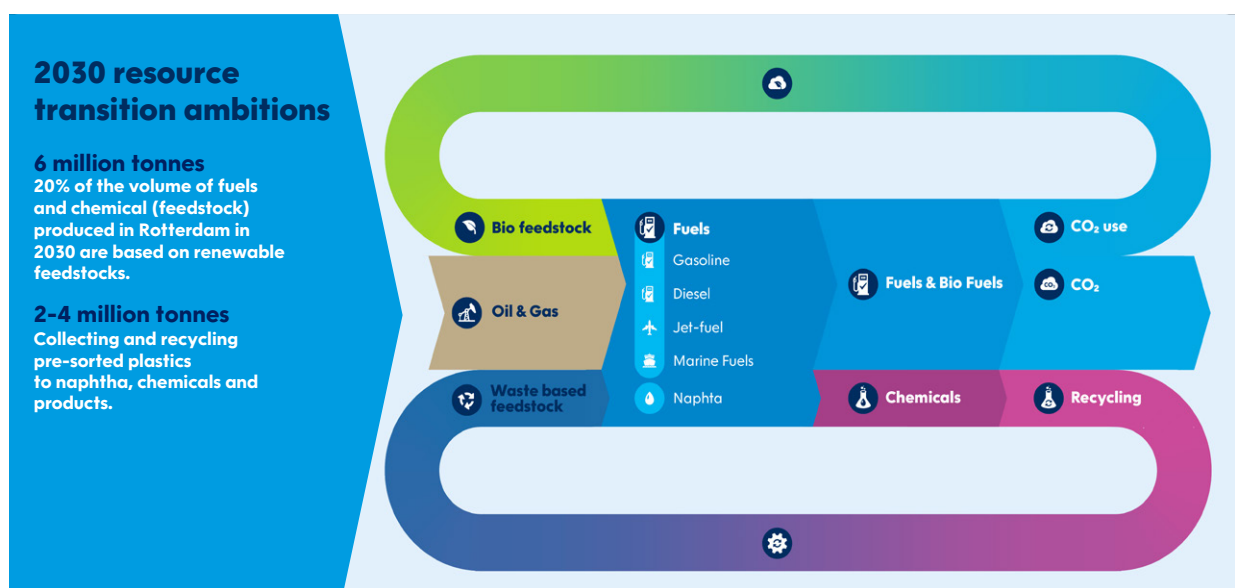 2030 resource
transition ambitions
6 million tonnes
20% of the volume of fuels
and chemical (feedstock)
produced in Rotterdam in
2030 are based on renewable
feedstocks.
2-4 million tonnes
Collecting and recycling
pre-sorted plastics
to naphtha, chemicals and
products.
Bio feedstock
Oil & Gas
Waste based
feedstock
Fuels
Gasoline
Diesel
Jet-fuel
Marine Fuels
Naphta
Fuels & Bio Fuels
Chemicals
CO₂ use
CO₂
CO₂
Recycling